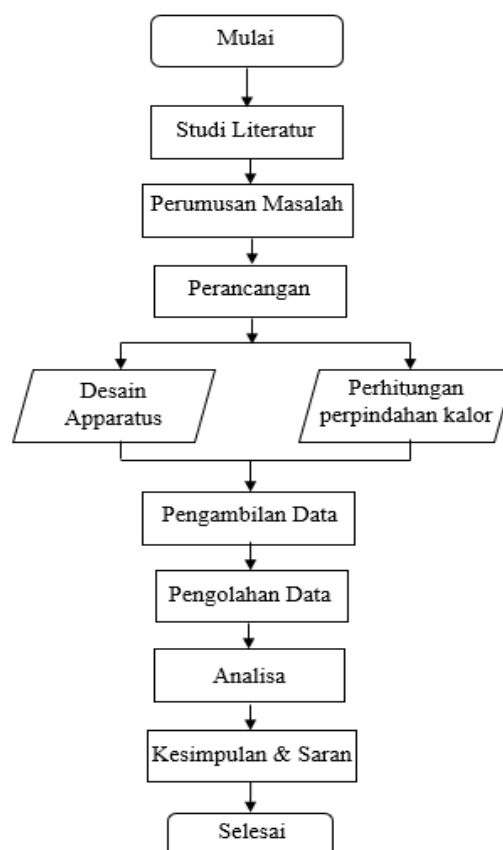 Mulai
Studi Literatur
Perumusan Masalah
Perancangan
Desain
Apparatus
Perhitungan
perpindahan kalor
Pengambilan Data
Pengolahan Data
Analisa
Kesimpulan & Saran
Selesai